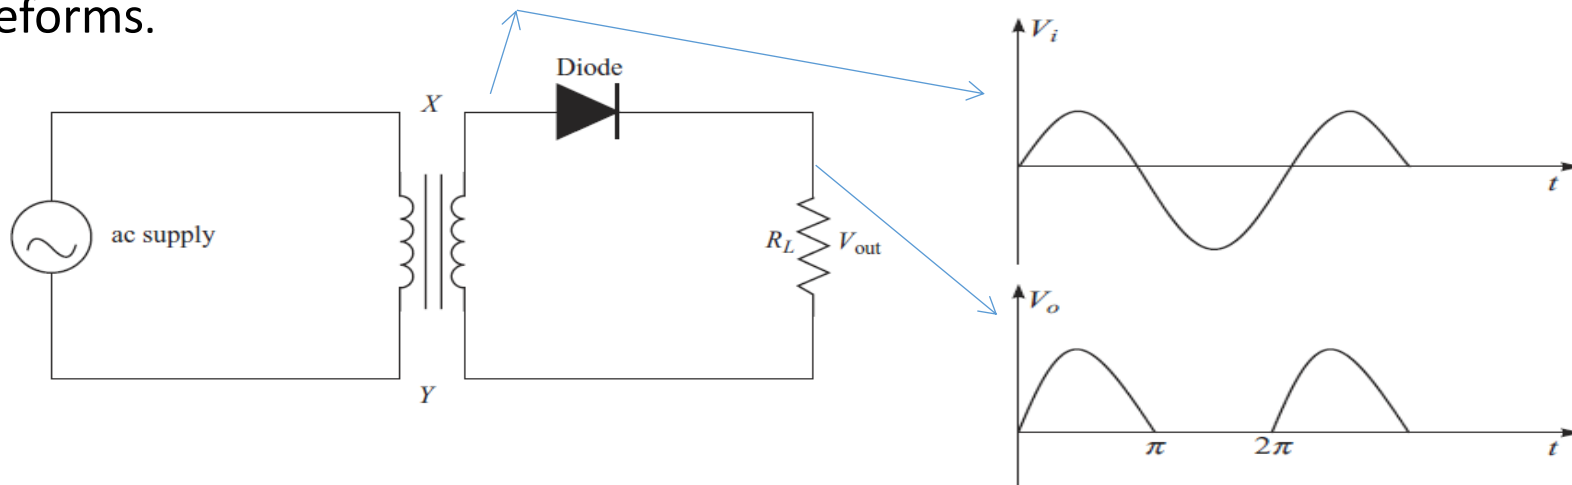 eforms.
Diode
X
ac supply
R_L V_out
Y
V_i
t
V_o
π 2π t